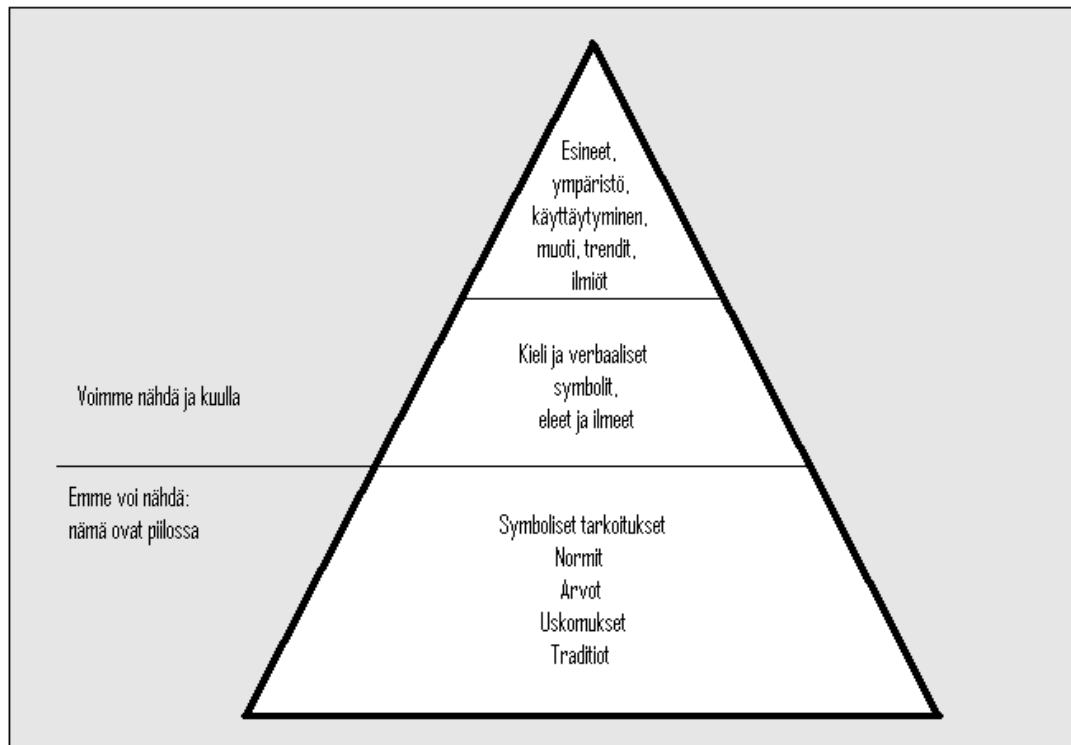 Esineet,
ympäristö,
käyttäytyminen,
muoti, trendit,
ilmiöt
Kieli ja verbaaliset
symbolit,
eleet ja ilmeet
Voimme nähdä ja kuulla
Emme voi nähdä:
nämä ovat piilossa
Symboliset tarkoitukset
Normit
Arvot
Uskomukset
Traditiot